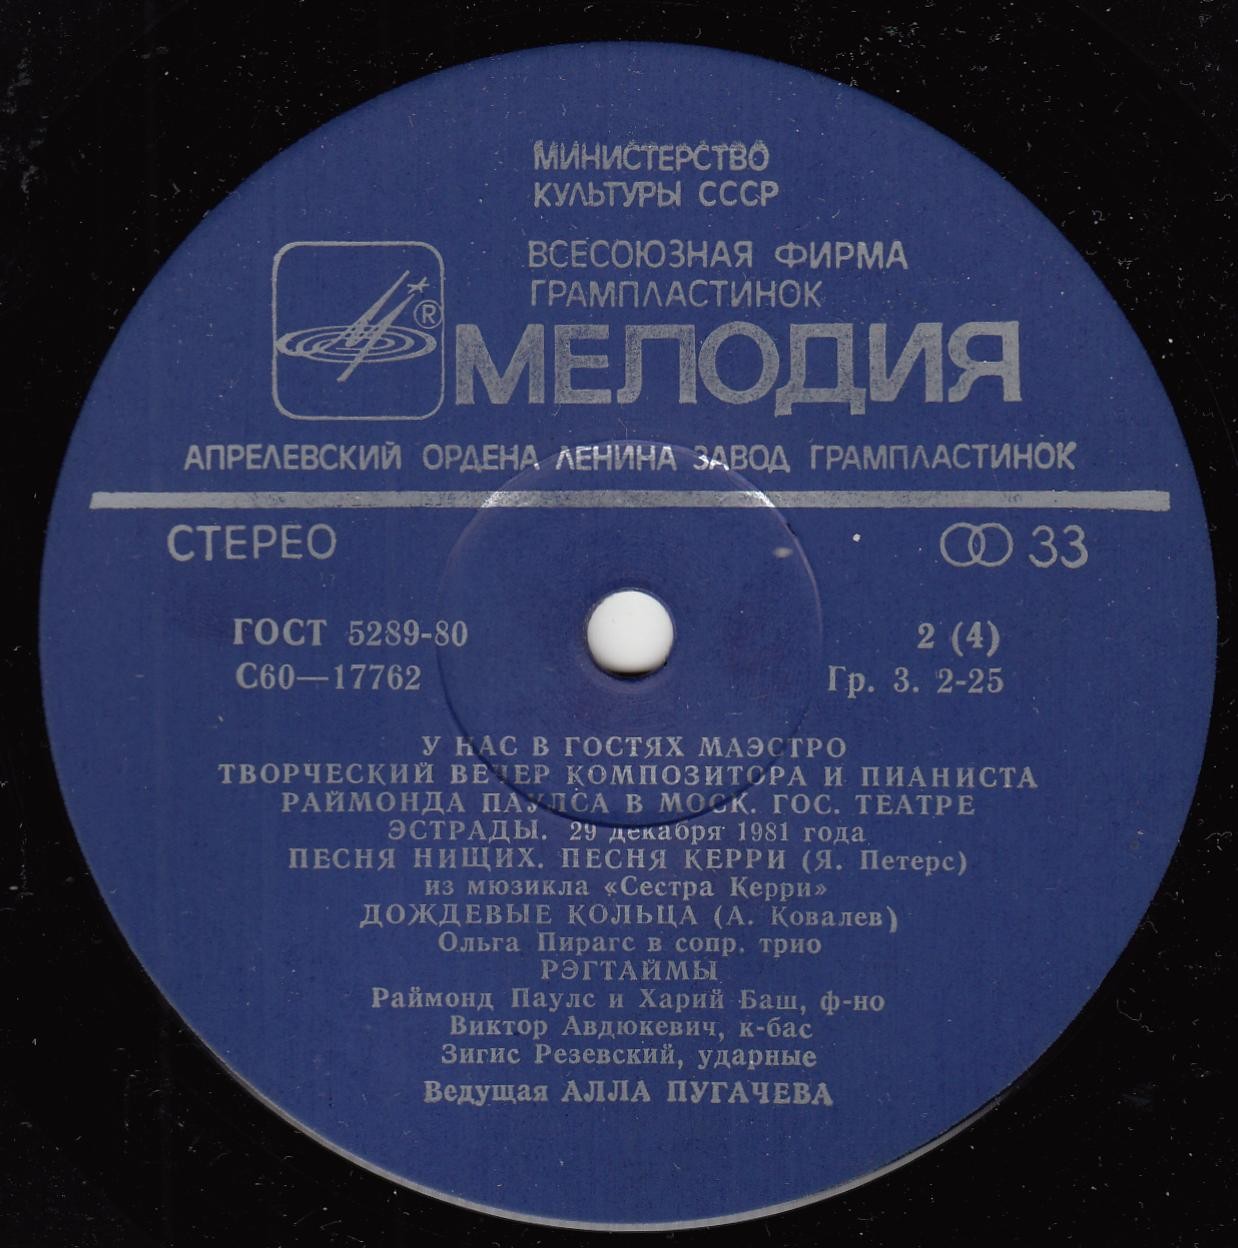 МИНИСТЕРСТВО
КУЛЬТУРЫ СССР
ВСЕСОЮЗНАЯ ФИРМА
ГРАМПЛАСТИНОК
® МЕЛОДИЯ
АПРЕЛЕВСКИЙ ОРДЕНА ЛЕНИНА ЗАВОД ГРАМПЛАСТИНОК
СТЕРЕО 33
ГОСТ 5289-80 2 (4)
С60—17762 Гр. 3. 2-25
У НАС В ГОСТЯХ МАЭСТРО
ТВОРЧЕСКИЙ ВЕЧЕР КОМПОЗИТОРА И ПИАНИСТА
РАЙМОНДА ПАУЛСА В МОСК. ГОС. ТЕАТРЕ
ЭСТРАДЫ. 29 декабря 1981 года
ПЕСНЯ НИЩИХ. ПЕСНЯ КЕРРИ (Я. Петерс)
из мюзикла «Сестра Керри»
ДОЖДЕВЫЕ КОЛЬЦА (А. Ковалев)
Ольга Пирагс в сопр. трио
РЭГТАЙМЫ
Раймонд Паулс и Харий Баш, ф-но
Виктор Авдюкевич, к-бас
Зигис Резевский, ударные
Ведущая АЛЛА ПУГАЧЕВА